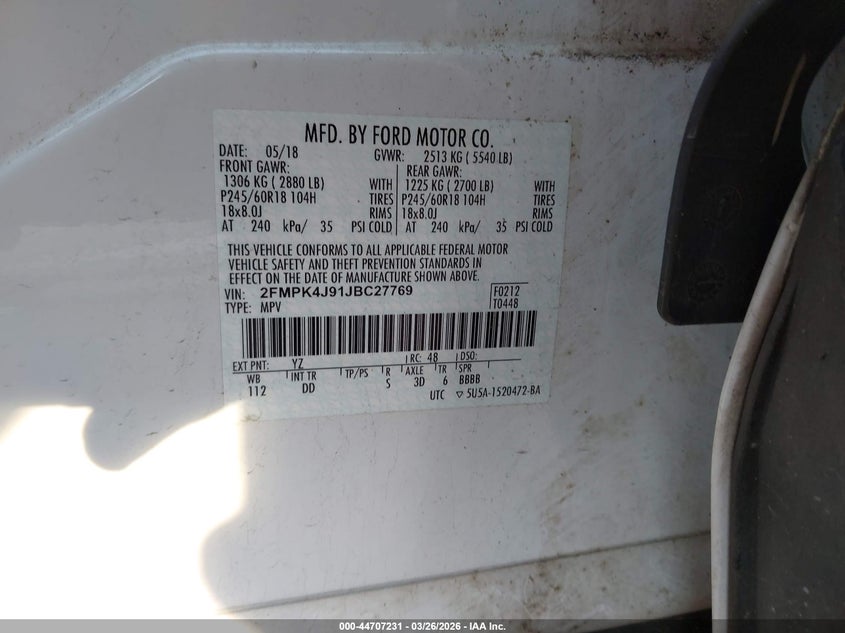 MFD. BY FORD MOTOR CO.
DATE: 05/18 GVWR: 2513 KG ( 5540 LB)
FRONT GAWR: REAR GAWR:
1306 KG ( 2880 LB) WITH 1225 KG ( 2700 LB) WITH
P245/60R18 104H TIRES P245/60R18 104H TIRES
18x8.0J RIMS 18x8.0J RIMS
AT 240 kPa/ 35 PSI COLD AT 240 kPa/ 35 PSI COLD
THIS VEHICLE CONFORMS TO ALL APPLICABLE FEDERAL MOTOR
VEHICLE SAFETY AND THEFT PREVENTION STANDARDS IN
EFFECT ON THE DATE OF MANUFACTURE SHOWN ABOVE.
VIN: 2FMPK4J91JBC27769 F0212
TYPE: MPV T0448
EXT PNT: YZ RC: 48 DSO:
WB INT TR TP/PS R AXLE TR SPR
112 DD S 3D 6 BBBB
UTC ▽ 5U5A-1520472-BA
000-44707231 - 03/26/2026 - IAA Inc.